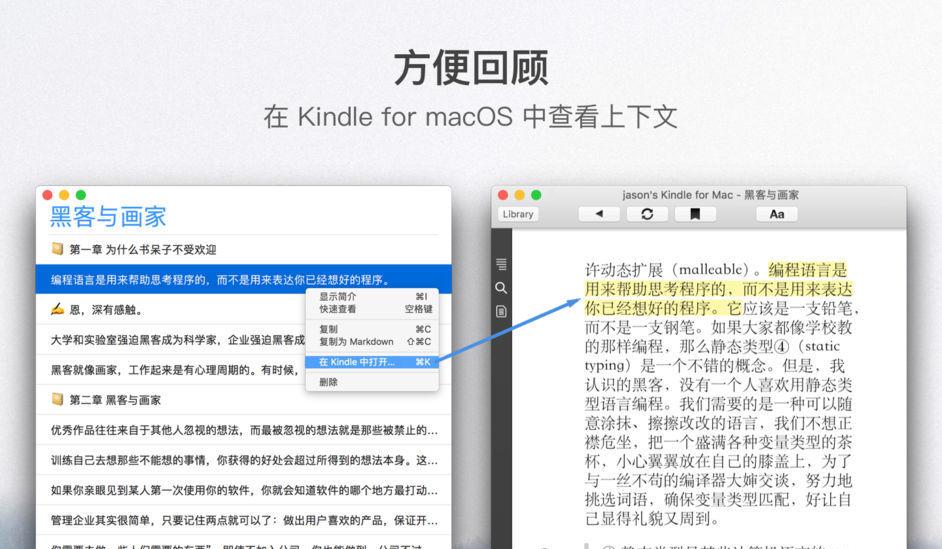 方便回顾
在 Kindle for macOS 中查看上下文
黑客与画家
第一章 为什么书呆子不受欢迎
编程语言是用来帮助思考程序的，而不是用来表达你已经想好的程序。
恩，深有感触。
大学和实验室强迫黑客成为科学家，企业强迫黑客成
黑客就像画家，工作起来是有心理周期的。有时候，
第二章 黑客与画家
优秀作品往往来自于其他人忽视的想法，而最被忽视的想法就是那些被禁止的...
训练自己去想那些不能想的事情，你获得的好处会超过所得到的想法本身。这...
如果你亲眼见到某人第一次使用你的软件，你就会知道软件的哪个地方最打动...
管理企业其实很简单，只要记住两点就可以了：做出用户喜欢的产品，保证开...
显示简介 ⌘I
快速查看 空格键
复制 ⌘C
复制为 Markdown ⇧⌘C
在 Kindle 中打开... ⌘K
删除
jason's Kindle for Mac - 黑客与画家
Library
Aa
许动态扩展（malleable）。编程语言是
用来帮助思考程序的，而不是用来表达
你已经想好的程序。它应该是一支铅笔，
而不是一支钢笔。如果大家都像学校教
的那样编程，那么静态类型④（static
typing）是一个不错的概念。但是，我
认识的黑客，没有一个人喜欢用静态类
型语言编程。我们需要的是一种可以随
意涂抹、擦擦改改的语言，我们不想正
襟危坐，把一个盛满各种变量类型的茶
杯，小心翼翼放在自己的膝盖上，为了
与一丝不苟的编译器大婶交谈，努力地
挑选词语，确保变量类型匹配，好让自
己显得礼貌又周到。